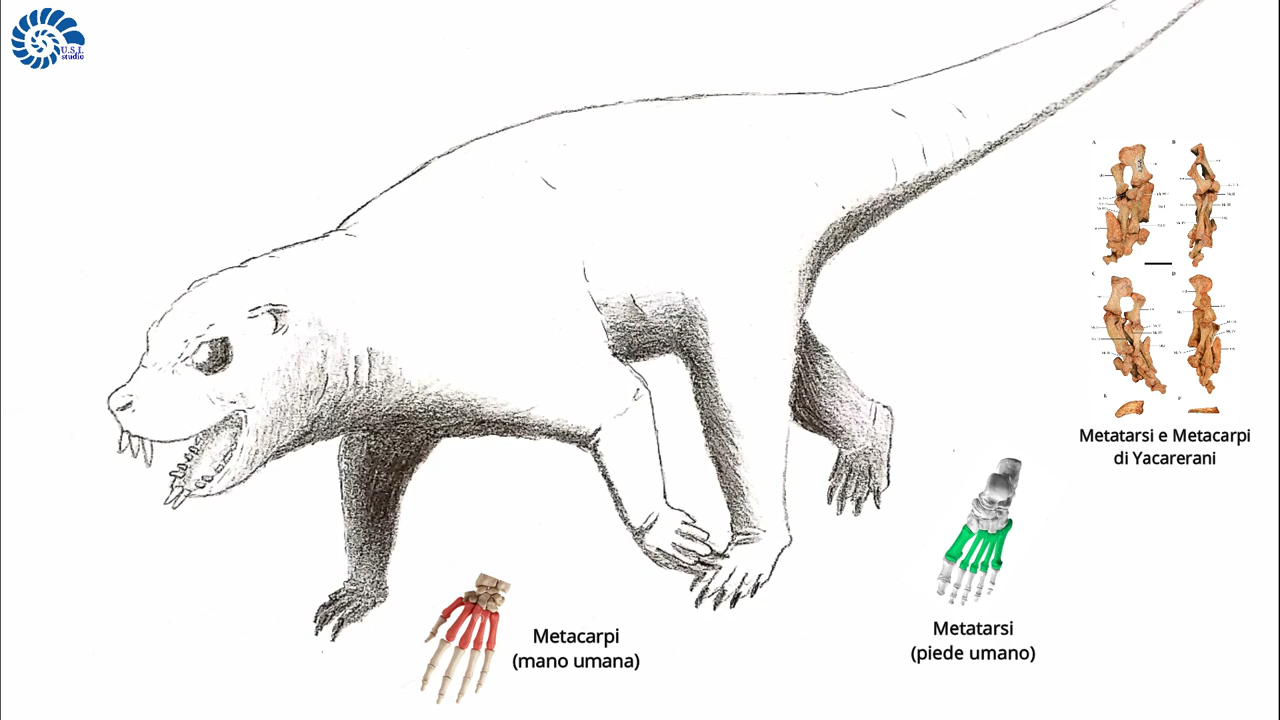 U.S.I.
studio
A
B
C
D
E
F
Metatarsi e Metacarpi
di Yacarerani
Metacarpi
(mano umana)
Metatarsi
(piede umano)